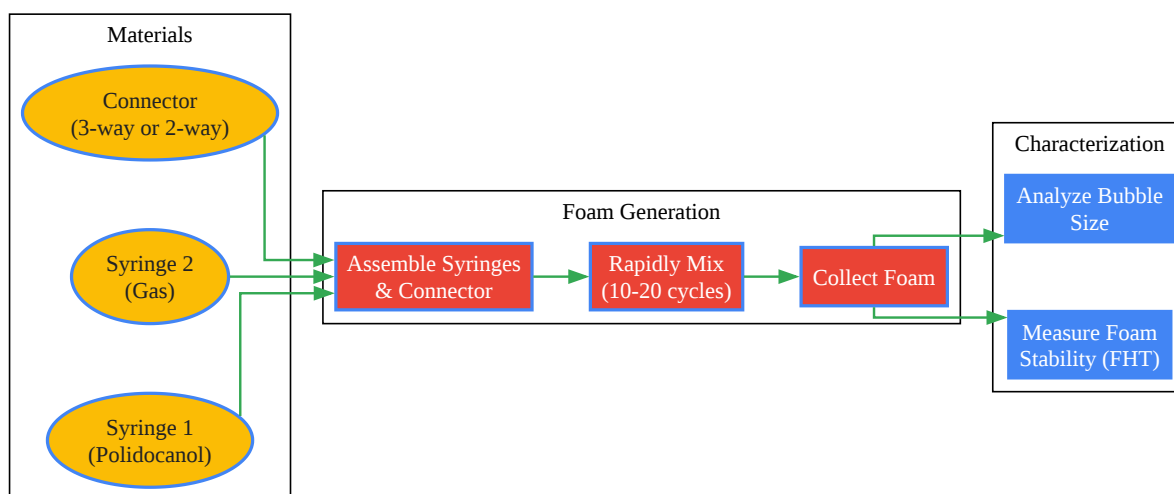 Materials
Connector
(3-way or 2-way)
Syringe 2
(Gas)
Syringe 1
(Polidocanol)
Foam Generation
Assemble Syringes
& Connector
Rapidly Mix
(10-20 cycles)
Collect Foam
Characterization
Analyze Bubble
Size
Measure Foam
Stability (FHT)